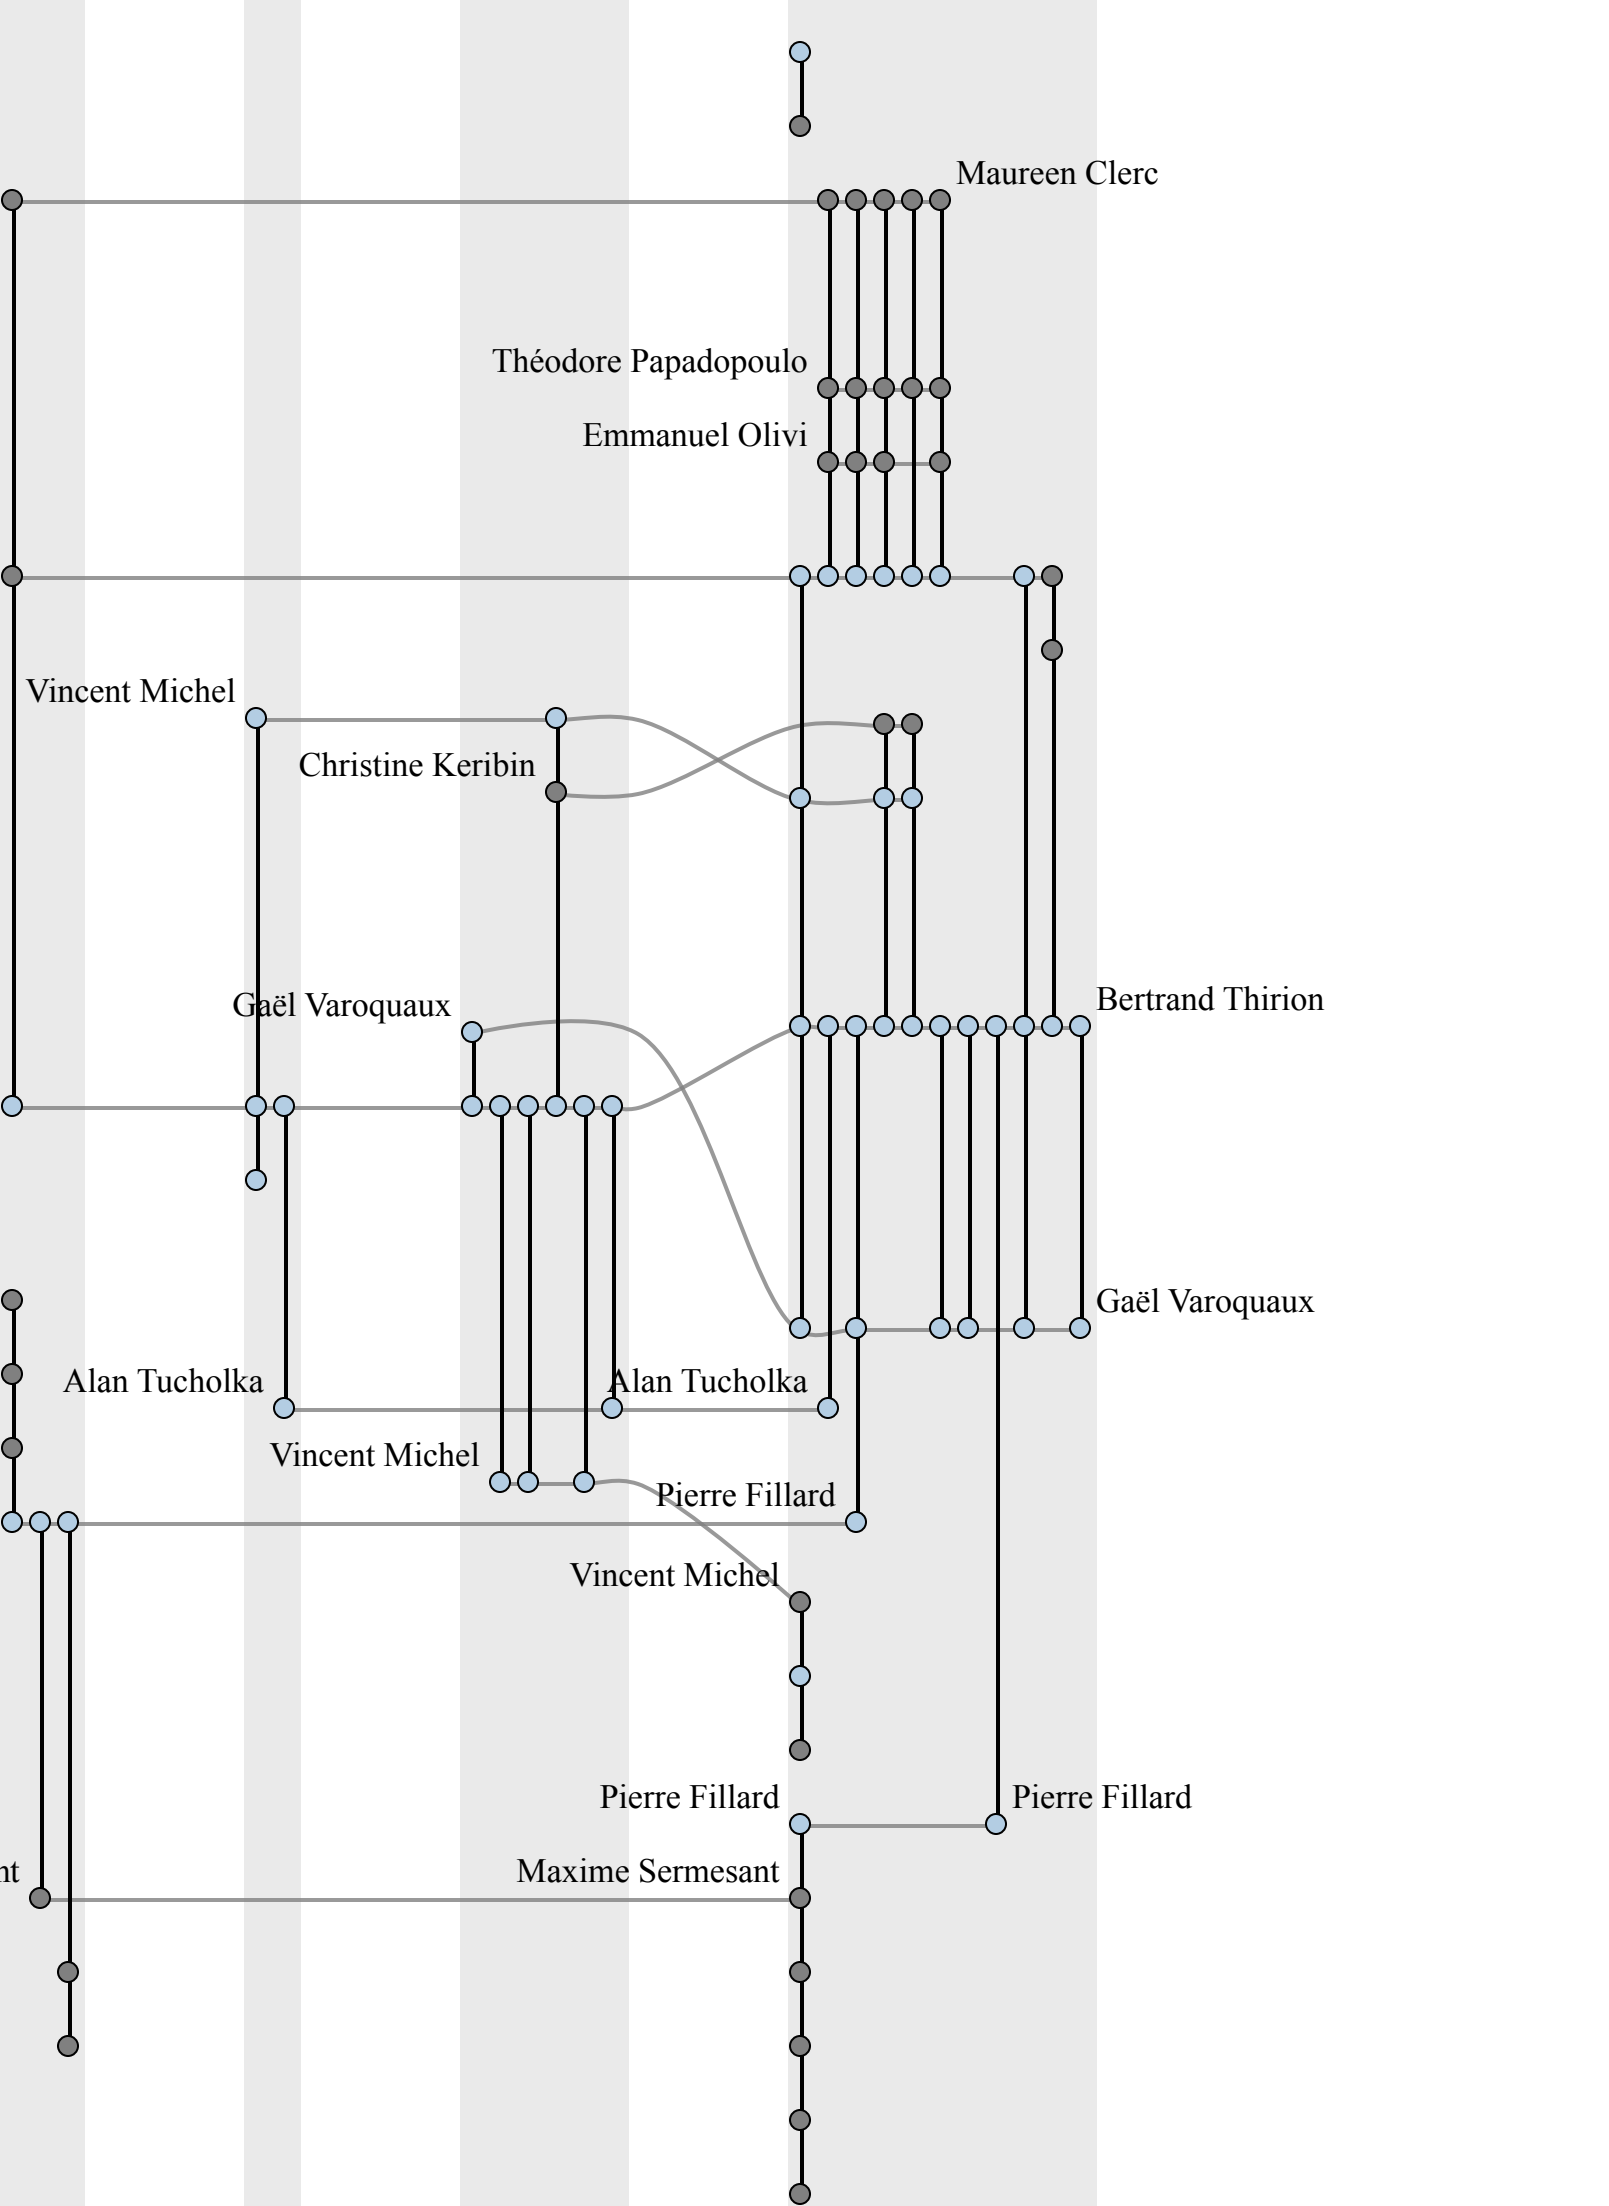 Maureen Clerc
Théodore Papadopoulo
Emmanuel Olivi
Vincent Michel
Christine Keribin
Gaël Varoquaux
Bertrand Thirion
Gaël Varoquaux
Alan Tucholka
Alan Tucholka
Vincent Michel
Pierre Fillard
Vincent Michel
Pierre Fillard
Pierre Fillard
nt
Maxime Sermesant